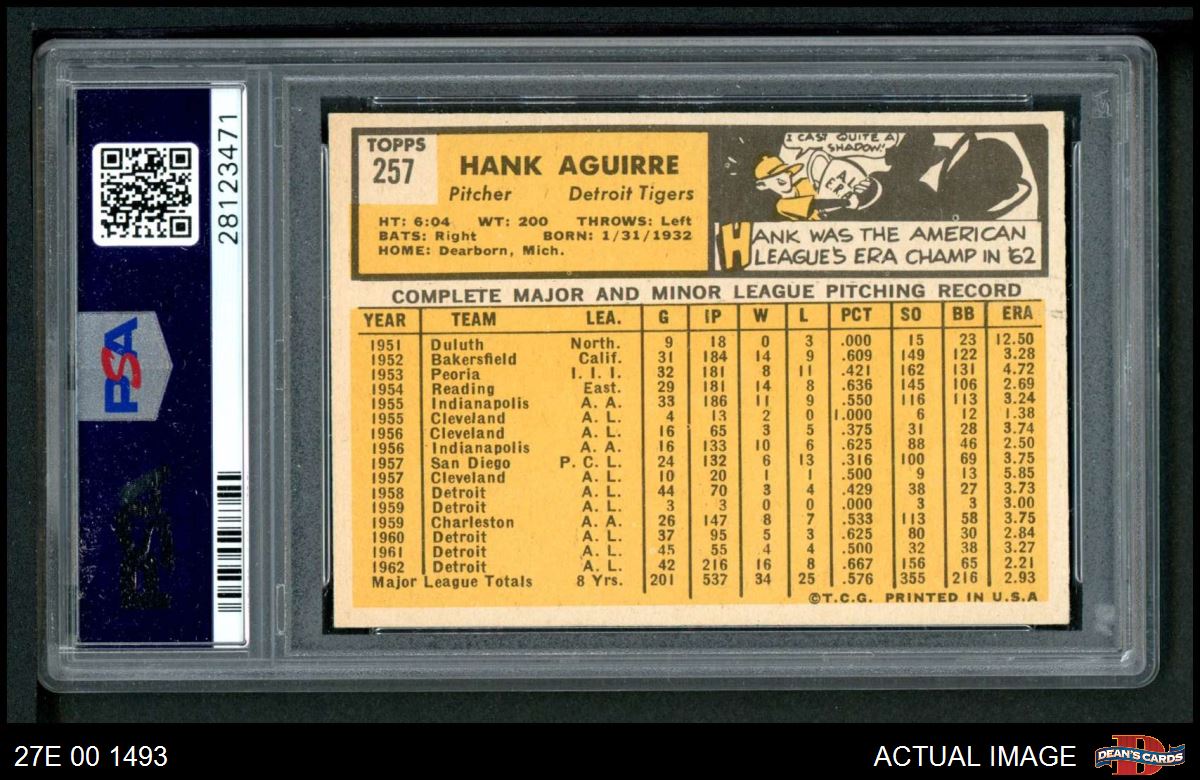 28123471
PSA
PSA
TOPPS
257
HANK AGUIRRE
Pitcher Detroit Tigers
HT: 6:04 WT: 200 THROWS: Left
BATS: Right BORN: 1/31/1932
HOME: Dearborn, Mich.
I CAST QUITE A
SHADOW!
A.L.
ERA
HANK WAS THE AMERICAN
LEAGUE'S ERA CHAMP IN '62
COMPLETE MAJOR AND MINOR LEAGUE PITCHING RECORD
YEAR TEAM LEA. G IP W L PCT SO BB ERA
1951 Duluth North. 9 18 0 3 .000 15 23 12.50
1952 Bakersfield Calif. 31 184 14 9 .609 149 122 3.28
1953 Peoria I. I. I. 32 181 8 11 .421 162 131 4.72
1954 Reading East. 29 181 14 8 .636 145 106 2.69
1955 Indianapolis A. A. 33 186 11 9 .550 116 113 3.24
1955 Cleveland A. L. 4 13 2 0 1.000 6 12 1.38
1956 Cleveland A. L. 16 65 3 5 .375 31 28 3.74
1956 Indianapolis A. A. 16 133 10 6 .625 88 46 2.50
1957 San Diego P. C. L. 24 132 6 13 .316 100 69 3.75
1957 Cleveland A. L. 10 20 1 1 .500 9 13 5.85
1958 Detroit A. L. 44 70 3 4 .429 38 27 3.73
1959 Detroit A. L. 3 3 0 0 .000 3 3 3.00
1959 Charleston A. A. 26 147 8 7 .533 113 58 3.75
1960 Detroit A. L. 37 95 5 3 .625 80 30 2.84
1961 Detroit A. L. 45 55 4 4 .500 32 38 3.27
1962 Detroit A. L. 42 216 16 8 .667 156 65 2.21
Major League Totals 8 Yrs. 201 537 34 25 .576 355 216 2.93
©T.C.G. PRINTED IN U.S.A
27E 00 1493
ACTUAL IMAGE
DEAN'S CARDS